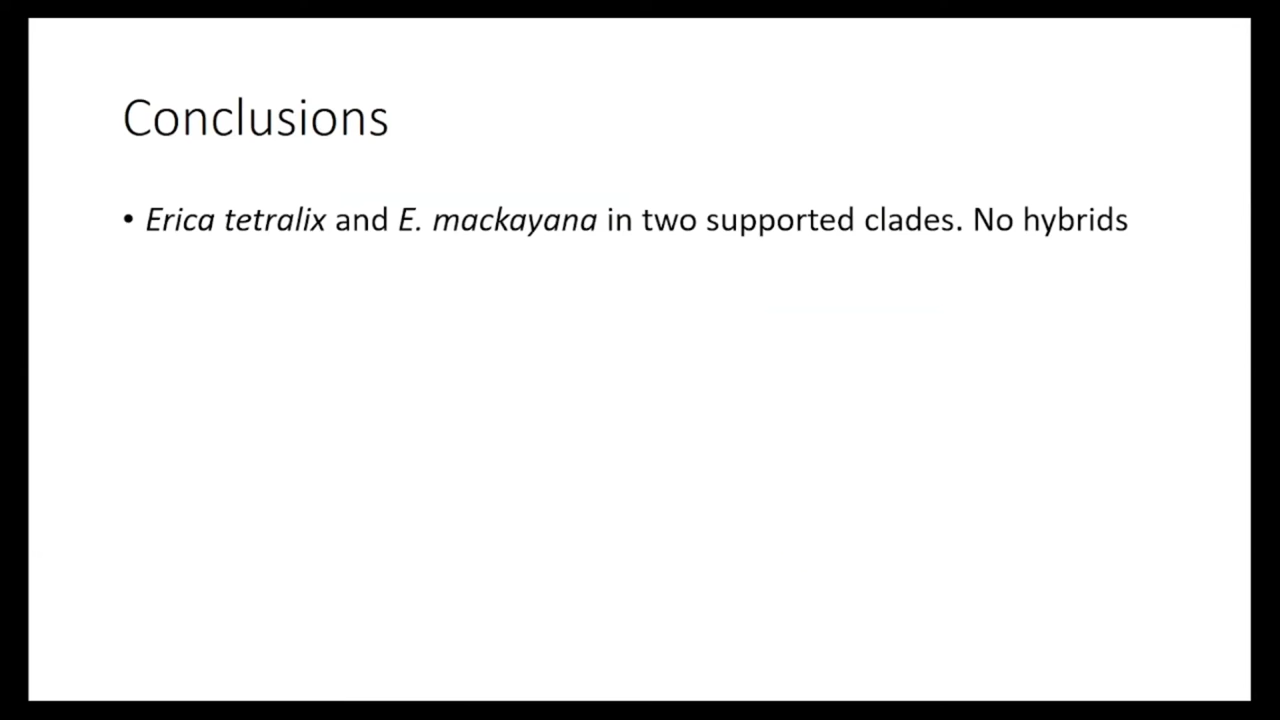 Conclusions
• Erica tetralix and E. mackayana in two supported clades. No hybrids